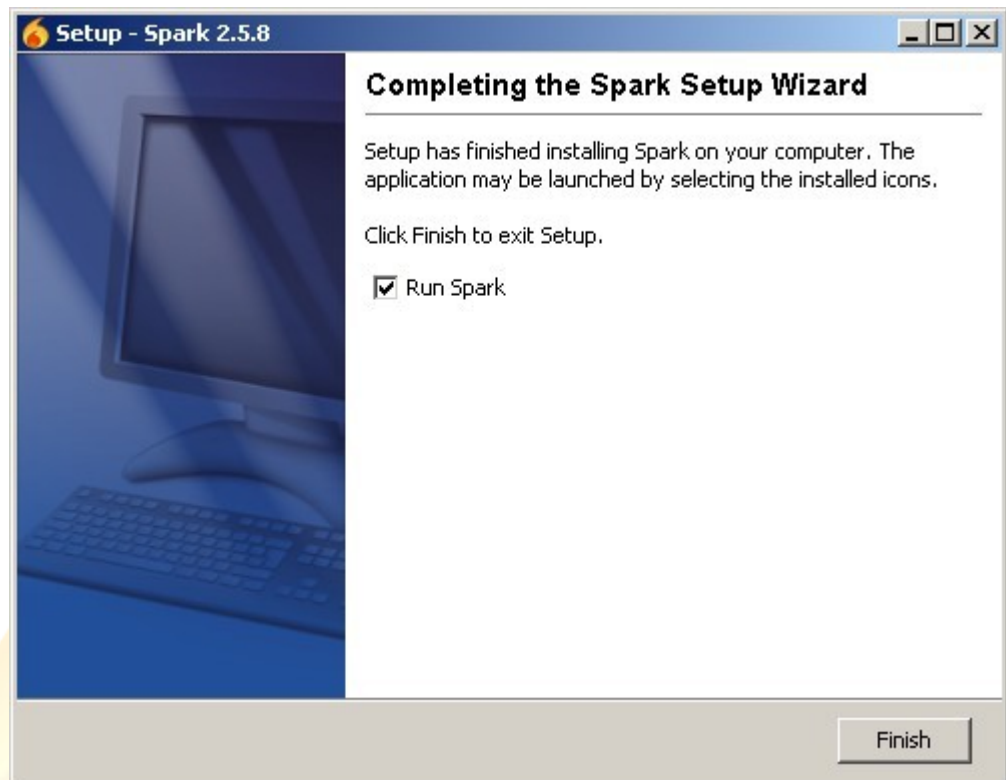 Setup - Spark 2.5.8
Completing the Spark Setup Wizard
Setup has finished installing Spark on your computer. The
application may be launched by selecting the installed icons.
Click Finish to exit Setup.
Run Spark
Finish